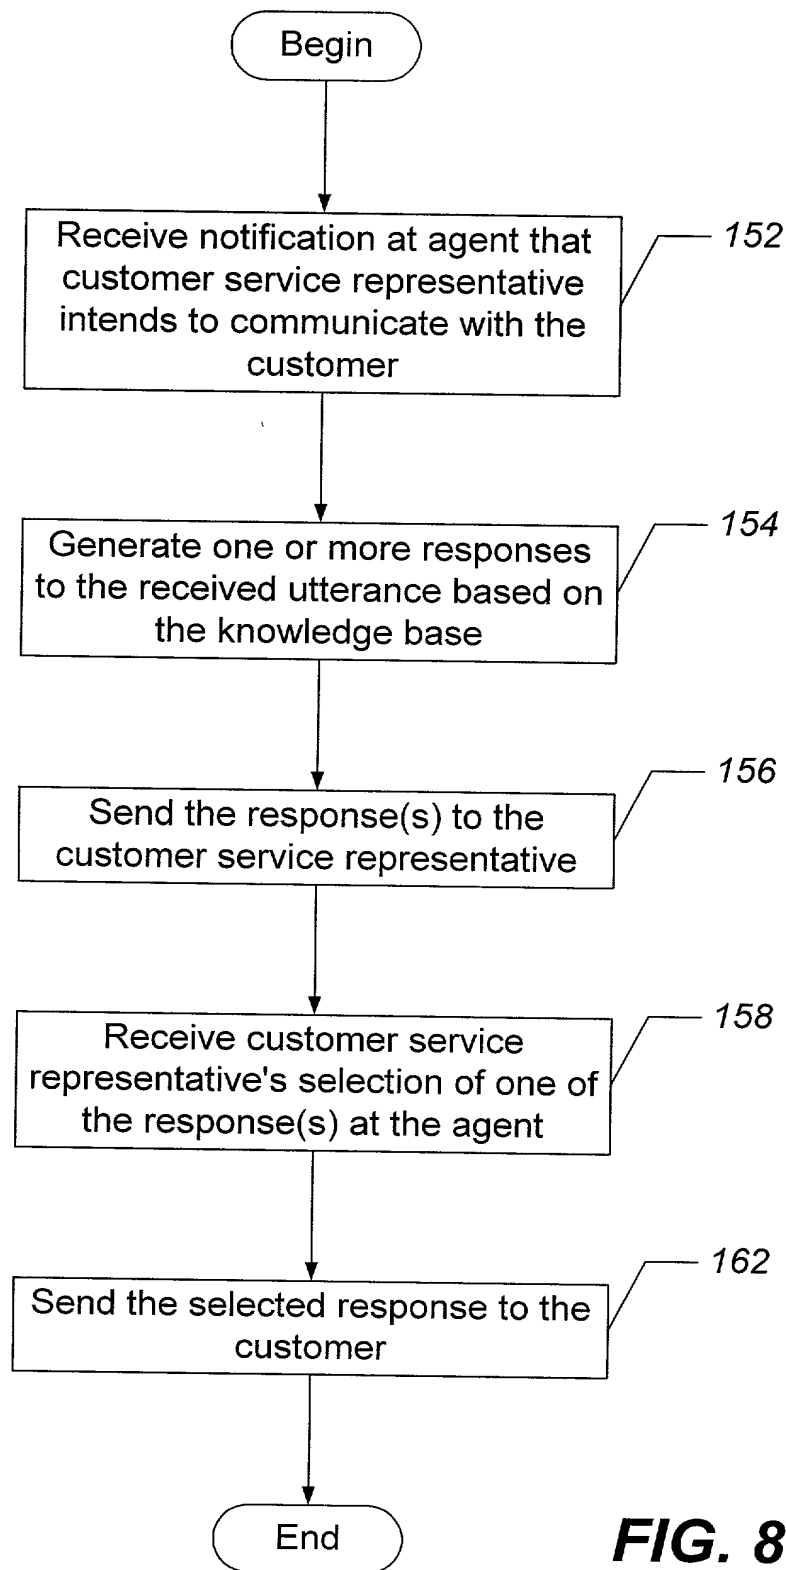 Begin
Receive notification at agent that
customer service representative
intends to communicate with the
customer
152
Generate one or more responses
to the received utterance based on
the knowledge base
154
Send the response(s) to the
customer service representative
156
Receive customer service
representative's selection of one of
the response(s) at the agent
158
Send the selected response to the
customer
162
End
FIG. 8